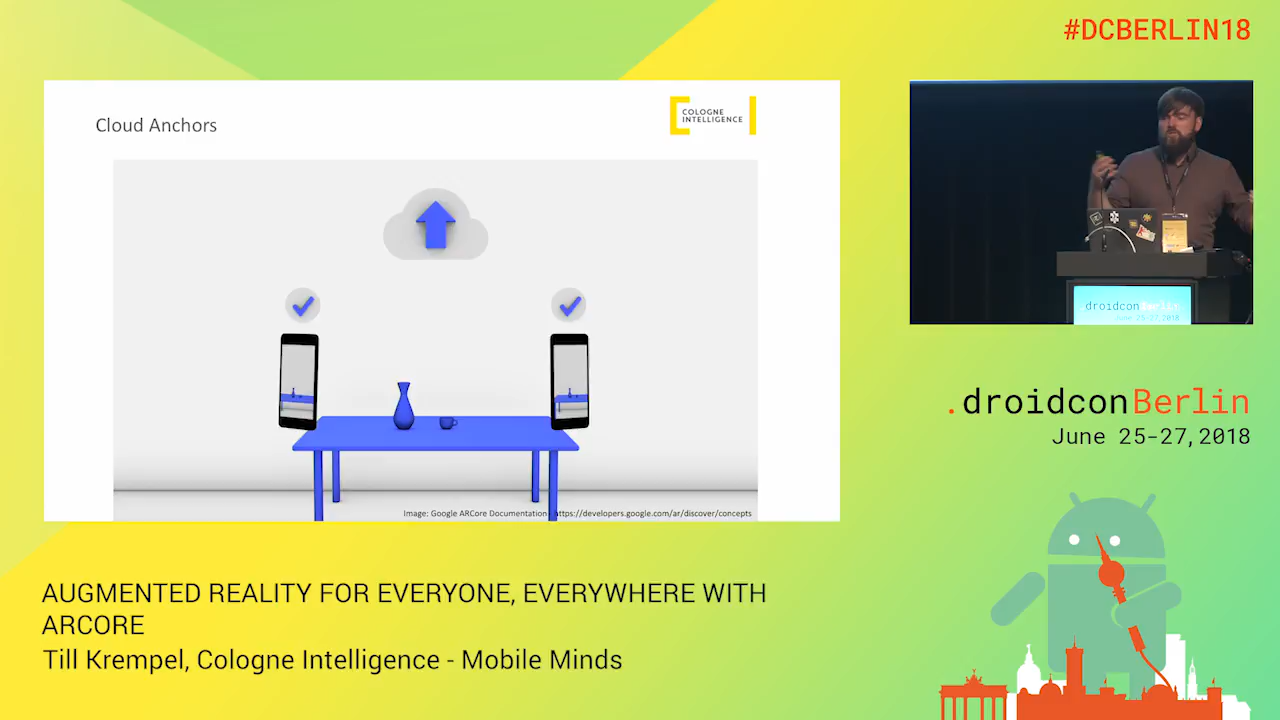 #DCBERLIN18
Cloud Anchors
COLOGNE
INTELLIGENCE
Image: Google ARCore Documentation - https://developers.google.com/ar/discover/concepts
droidconBerlin
June 25-27, 2018
.droidconBerlin
June 25-27, 2018
AUGMENTED REALITY FOR EVERYONE, EVERYWHERE WITH
ARCORE
Till Krempel, Cologne Intelligence - Mobile Minds